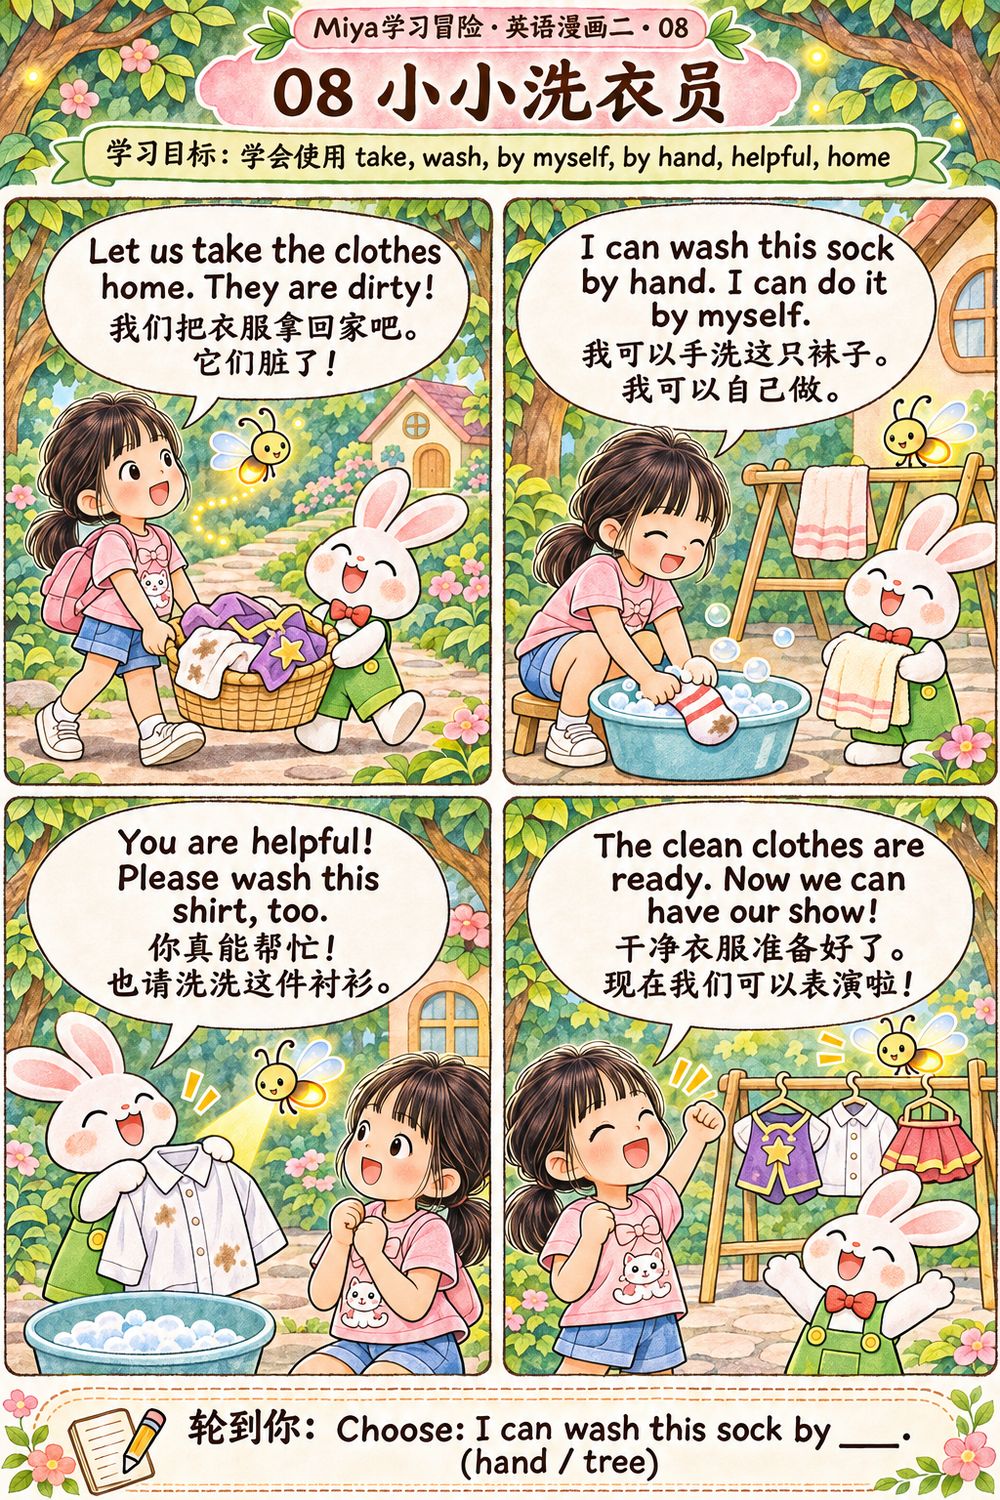 Miya学习冒险·英语漫画二·08
08 小小洗衣员
学习目标：学会使用 take, wash, by myself, by hand, helpful, home
Let us take the clothes
home. They are dirty!
我们把衣服拿回家吧。
它们脏了！
I can wash this sock
by hand. I can do it
by myself.
我可以手洗这只袜子。
我可以自己做。
You are helpful!
Please wash this
shirt, too.
你真能帮忙！
也请洗洗这件衬衫。
The clean clothes are
ready. Now we can
have our show!
干净衣服准备好了。
现在我们可以表演啦！
轮到你：Choose: I can wash this sock by ___.
(hand / tree)